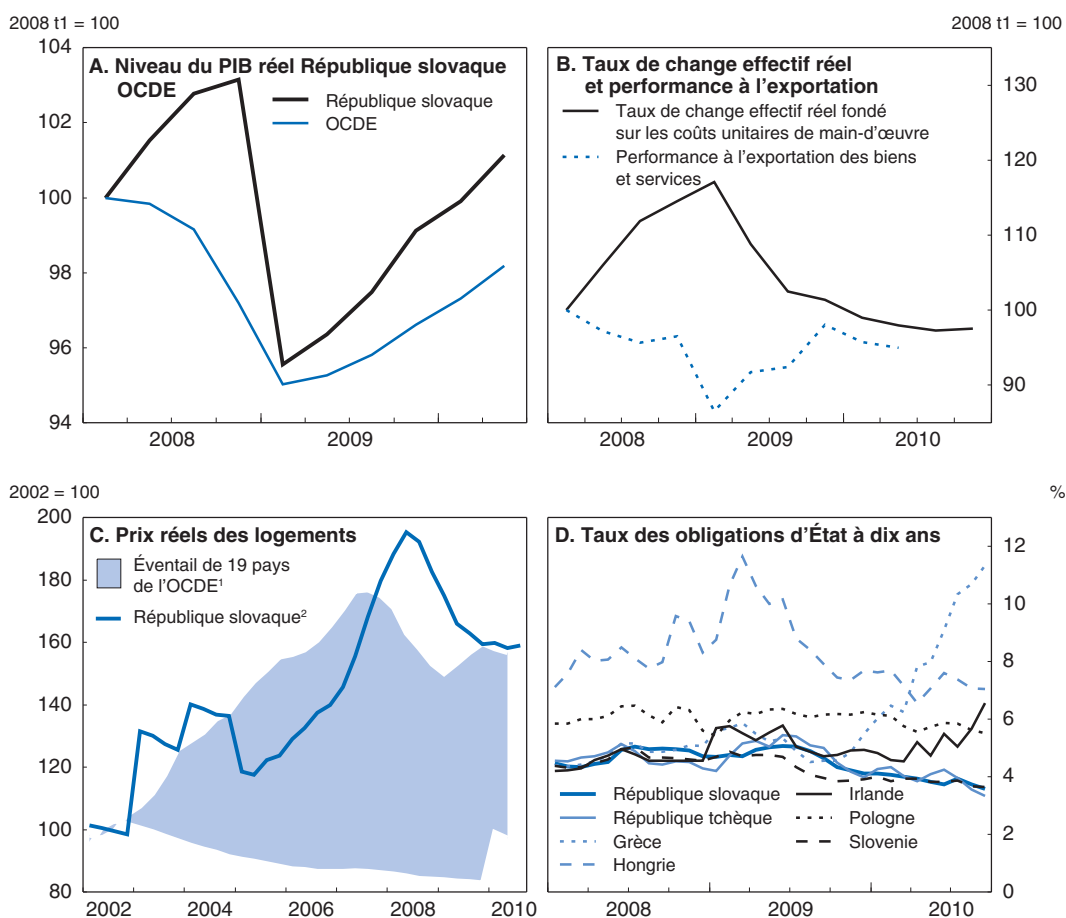 2008 t1 = 100
A. Niveau du PIB réel République slovaque
OCDE
République slovaque
OCDE
104
102
100
98
96
94
2008
2009
2008 t1 = 100
B. Taux de change effectif réel
et performance à l'exportation
Taux de change effectif réel fondé
sur les coûts unitaires de main-d'œuvre
Performance à l'exportation des biens
et services
130
120
110
100
90
2008
2009
2010
2002 = 100
C. Prix réels des logements
Éventail de 19 pays
de l'OCDE¹
République slovaque²
200
180
160
140
120
100
80
2002
2004
2006
2008
2010
%
D. Taux des obligations d'État à dix ans
12
10
8
6
4
2
0
République slovaque
République tchèque
Grèce
Hongrie
Irlande
Pologne
Slovenie
2008
2009
2010